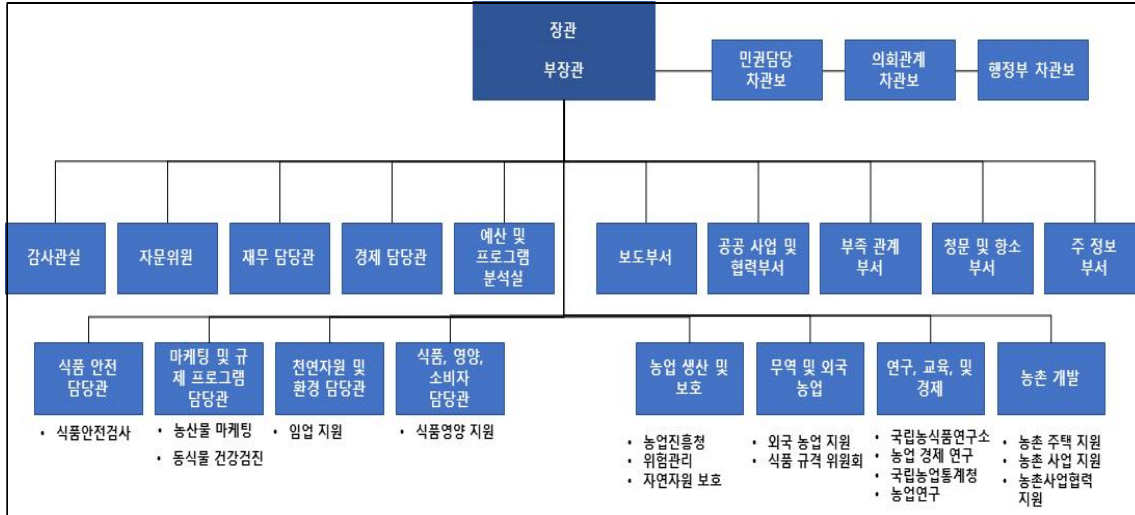 장관
부장관
민권담당
차관보
의회관계
차관보
행정부 차관보
감사관실
자문위원
재무 담당관
경제 담당관
예산 및
프로그램
분석실
보도부서
공공 사업 및
협력부서
부족 관계
부서
청문 및 항소
부서
주 정보
부서
식품 안전
담당관
• 식품안전검사
마케팅 및 규
제 프로그램
담당관
• 농산물 마케팅
• 동식물 건강검진
천연자원 및
환경 담당관
• 임업 지원
식품, 영양,
소비자
담당관
• 식품영양 지원
농업 생산 및
보호
• 농업진흥청
• 위험관리
• 자연자원 보호
무역 및 외국
농업
• 외국 농업 지원
• 식품 규격 위원회
연구, 교육, 및
경제
• 국립농식품연구소
• 농업 경제 연구
• 국립농업통계청
• 농업연구
농촌 개발
• 농촌 주택 지원
• 농촌 사업 지원
• 농촌사업협력
지원